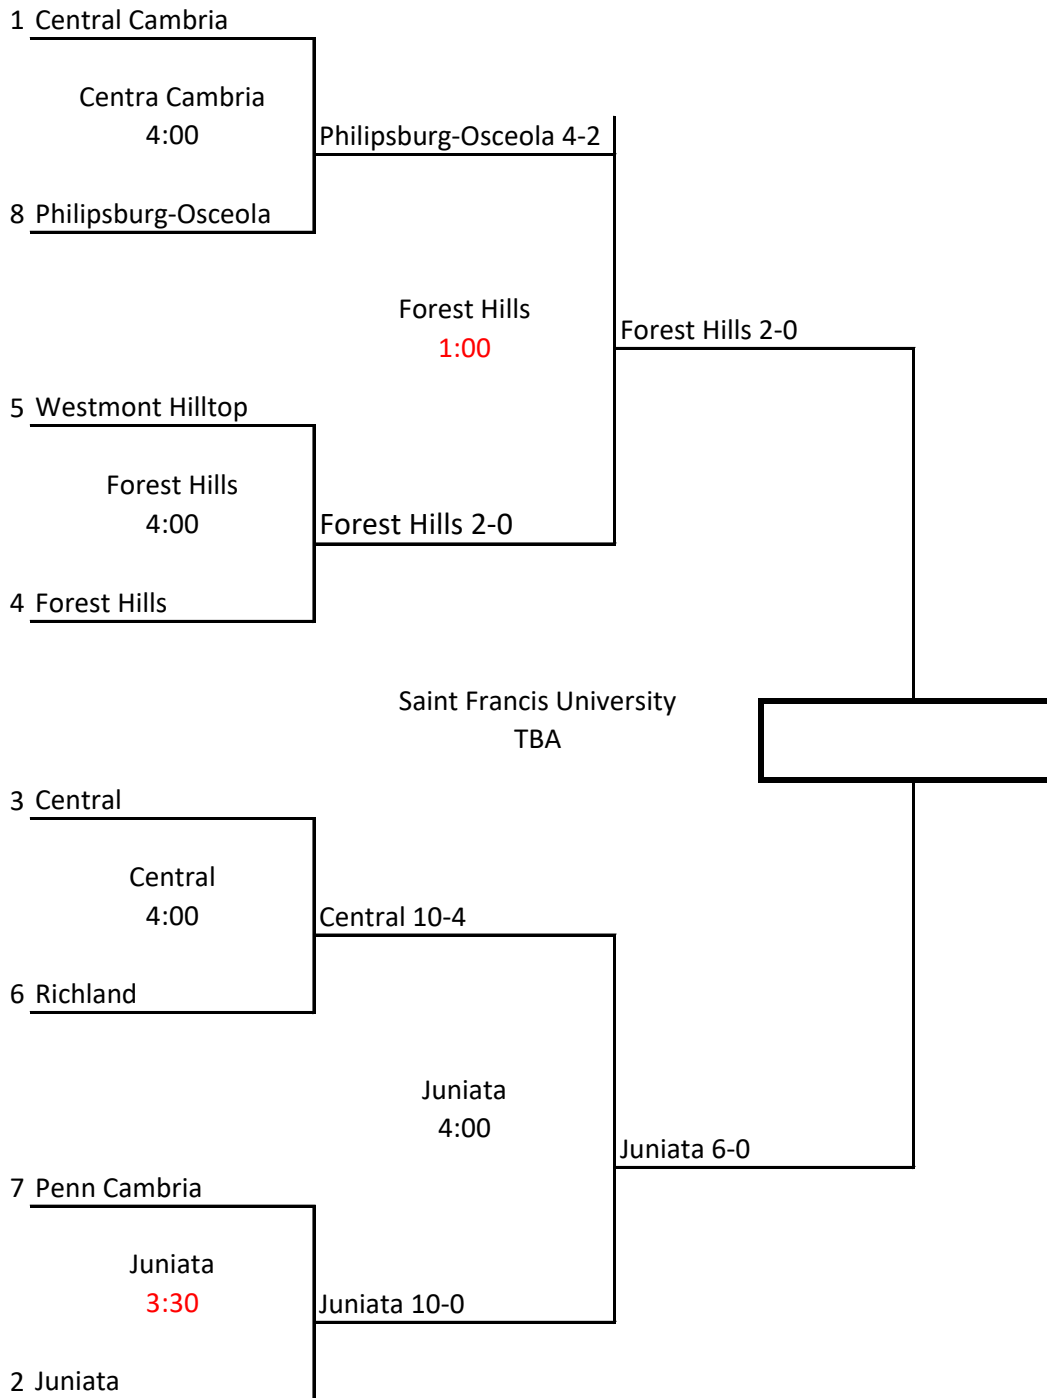 1 Central Cambria
Centra Cambria
4:00
Philipsburg-Osceola 4-2
8 Philipsburg-Osceola
Forest Hills
1:00
Forest Hills 2-0
5 Westmont Hilltop
Forest Hills
4:00
Forest Hills 2-0
4 Forest Hills
Saint Francis University
TBA
3 Central
Central
4:00
Central 10-4
6 Richland
Juniata
4:00
Juniata 6-0
7 Penn Cambria
Juniata
3:30
Juniata 10-0
2 Juniata